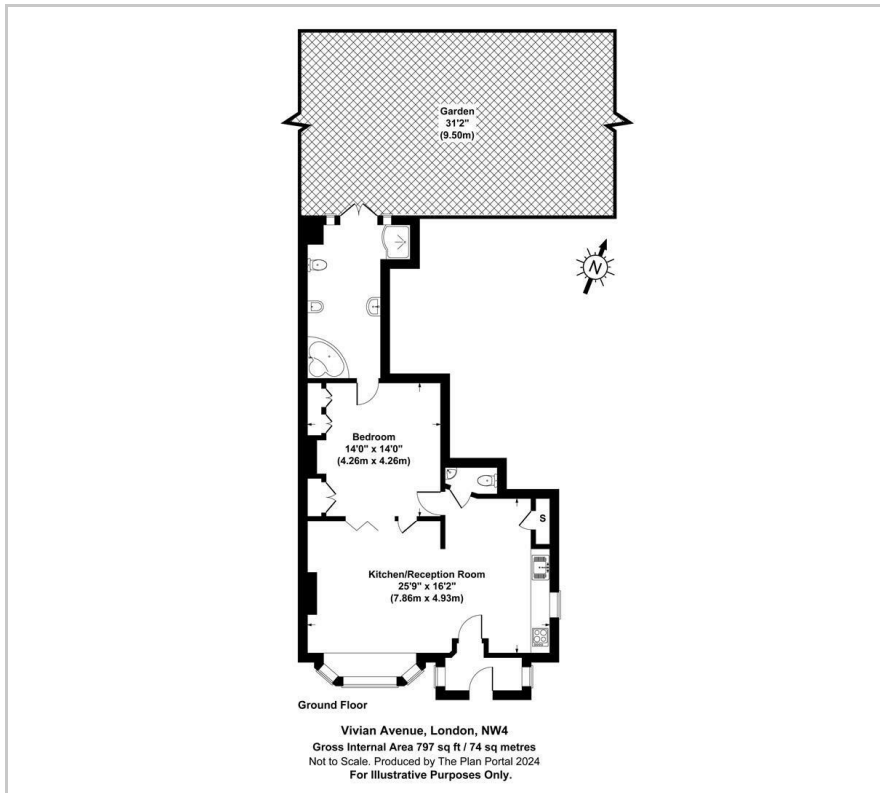 Garden
31'2"
(9.50m)
N
Bedroom
14'0" x 14'0"
(4.26m x 4.26m)
S
Kitchen/Reception Room
25'9" x 16'2"
(7.86m x 4.93m)
Ground Floor
Vivian Avenue, London, NW4
Gross Internal Area 797 sq ft / 74 sq metres
Not to Scale. Produced by The Plan Portal 2024
For Illustrative Purposes Only.